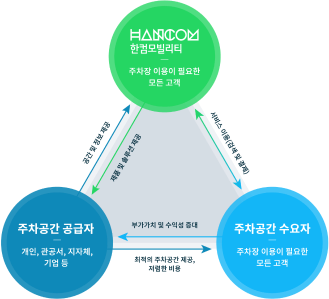 HANCOM
한컴모빌리티
주차장 이용이 필요한
모든 고객
공간 및 정보 제공
제품 및 솔루션 제공
서비스 이용(검색 및 결제)
주차공간 공급자
개인, 관공서, 지자체,
기업 등
부가가치 및 수익성 증대
최적의 주차공간 제공,
저렴한 비용
주차공간 수요자
주차장 이용이 필요한
모든 고객